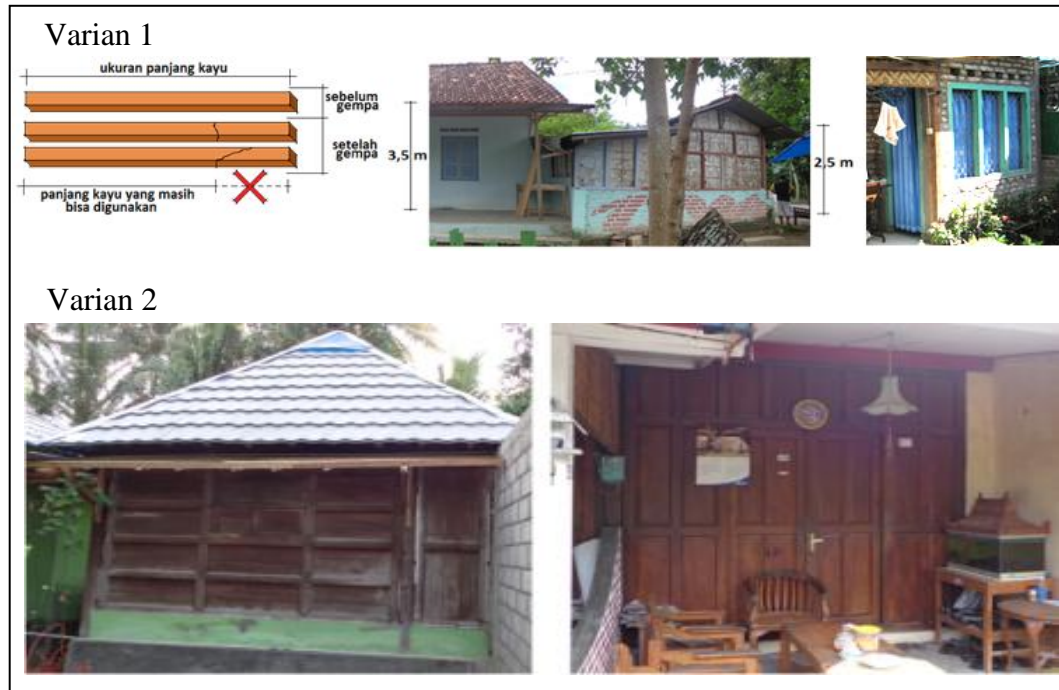 Varian 1
ukuran panjang kayu
sebelum
gempa
setelah
gempa
panjang kayu yang masih
bisa digunakan
3,5 m
2,5 m
Varian 2